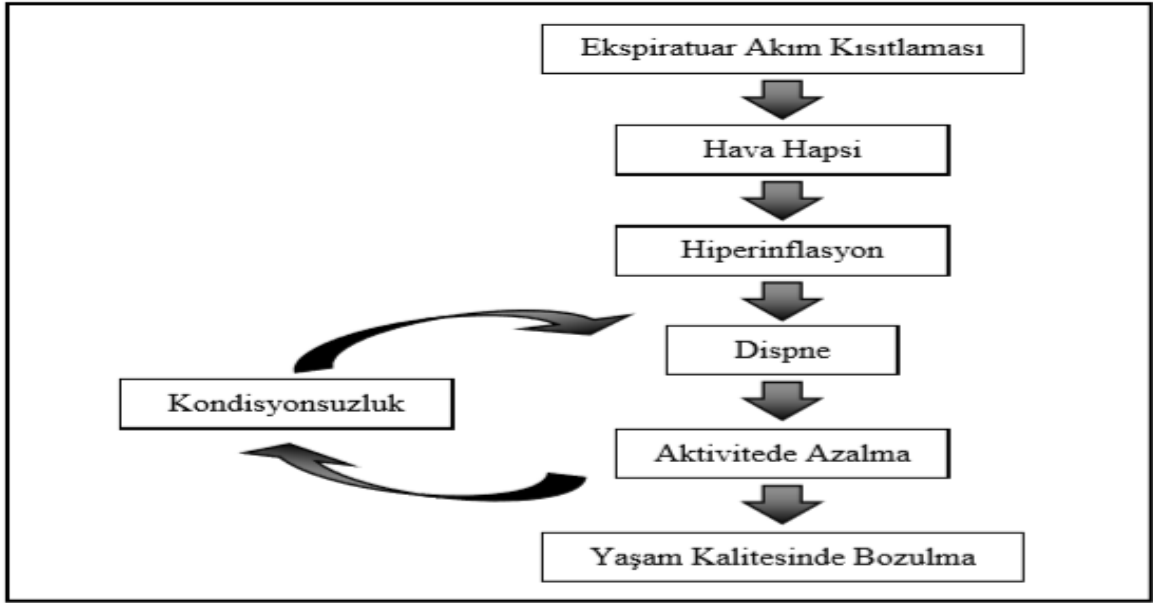 Ekspiratuar Akım Kısıtlaması
Hava Hapsi
Hiperinflasyon
Dispne
Kondisyonsuzluk
Aktivitede Azalma
Yaşam Kalitesinde Bozulma